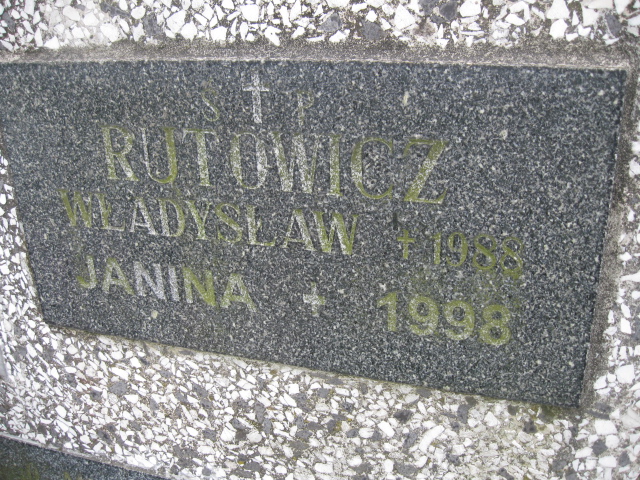 Ś † P
RUTOWICZ
WŁADYSŁAW † 1988
JANINA † 1998